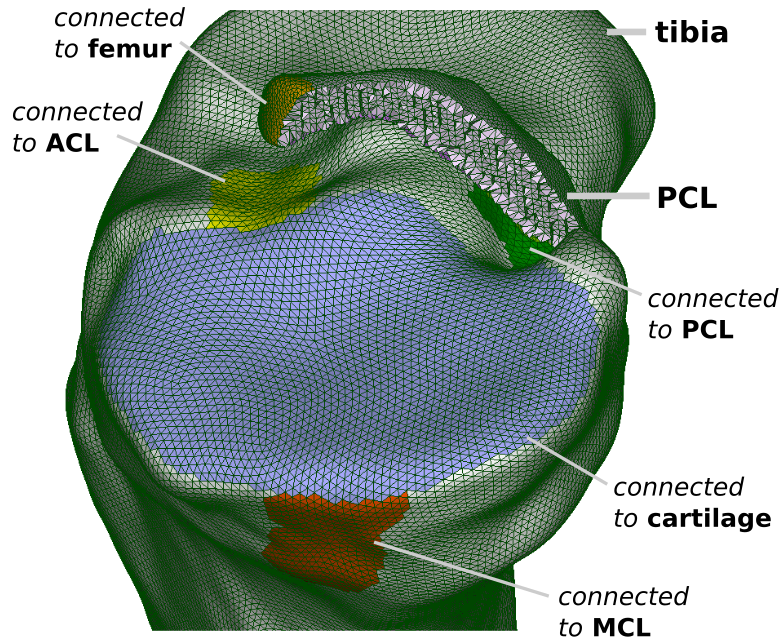 connected
to femur
tibia
connected
to ACL
PCL
connected
to PCL
connected
to cartilage
connected
to MCL